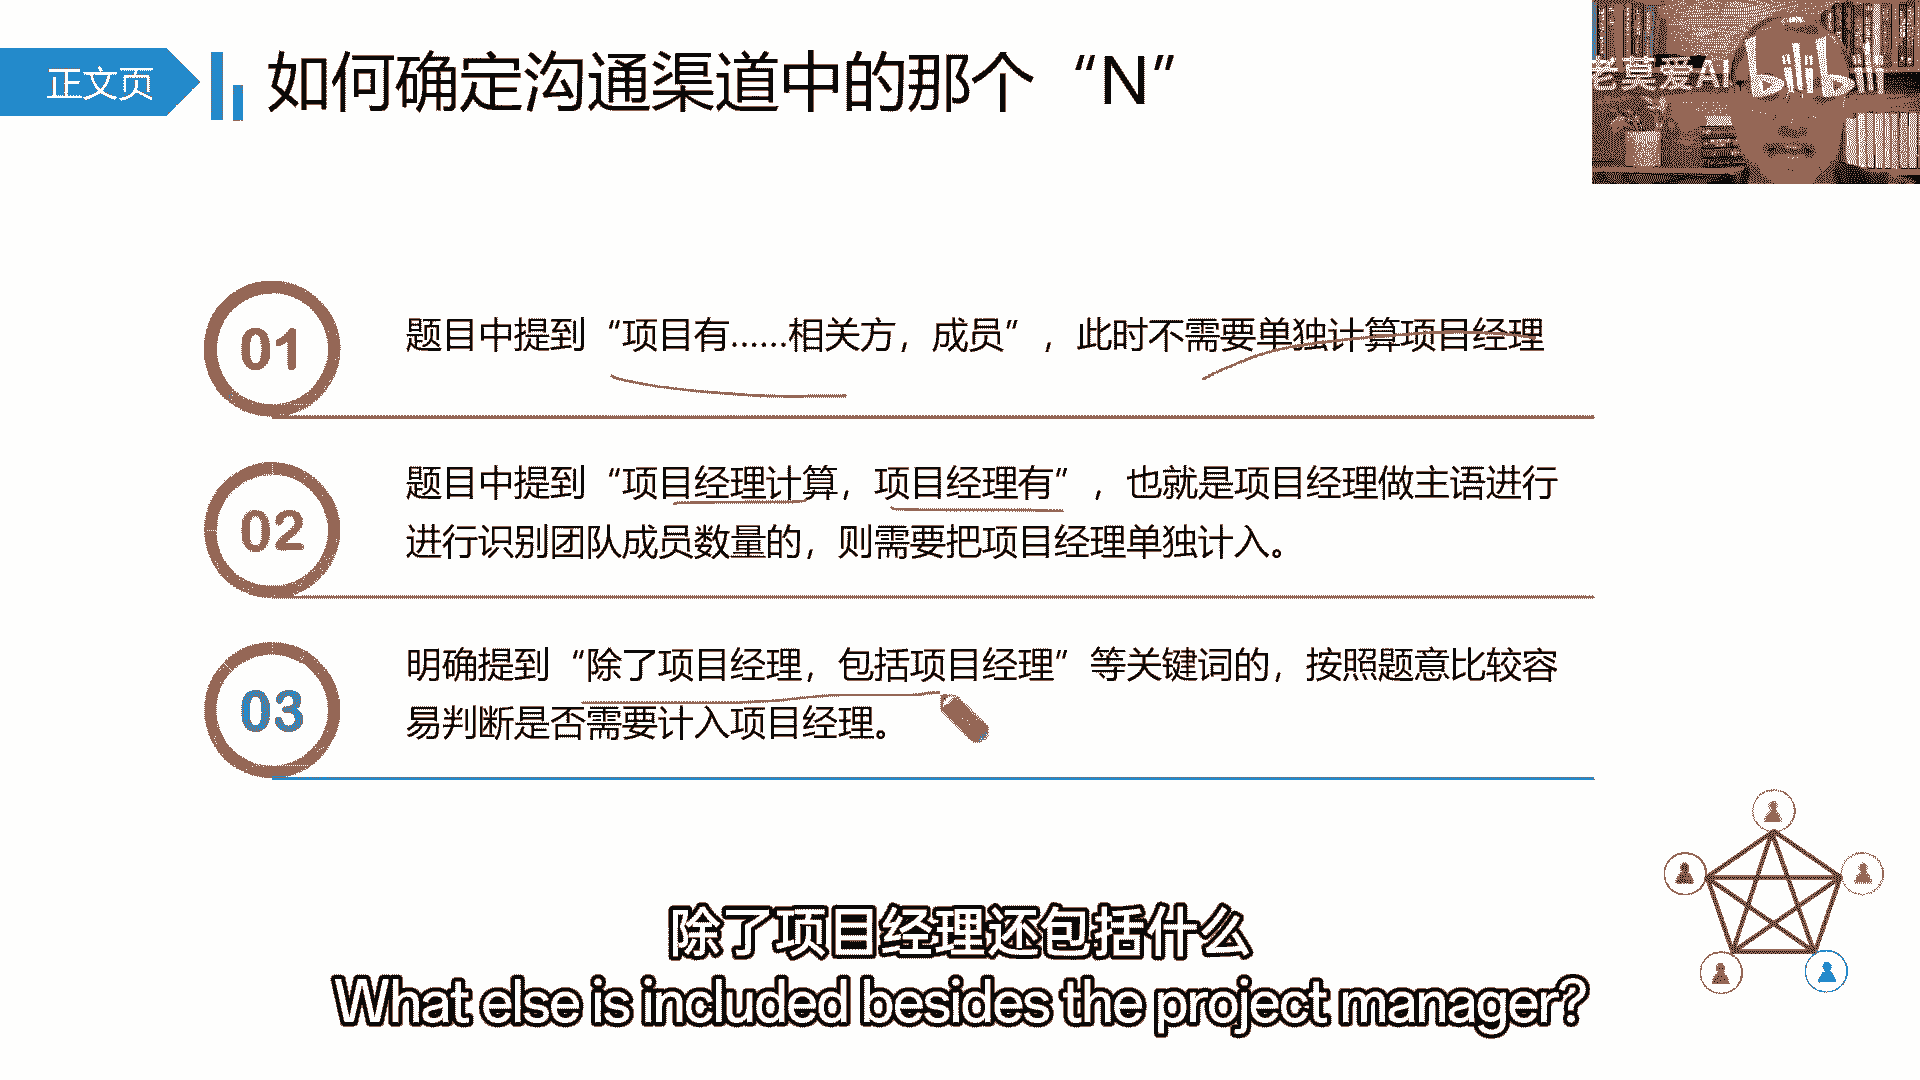 正文页
如何确定沟通渠道中的那个“N”
老莫爱AI
bilibili
01
题目中提到“项目有……相关方，成员”，此时不需要单独计算项目经理
02
题目中提到“项目经理计算，项目经理有”，也就是项目经理做主语进行
进行识别团队成员数量的，则需要把项目经理单独计入。
03
明确提到“除了项目经理，包括项目经理”等关键词的，按照题意比较容
易判断是否需要计入项目经理。
除了项目经理还包括什么
What else is included besides the project manager?